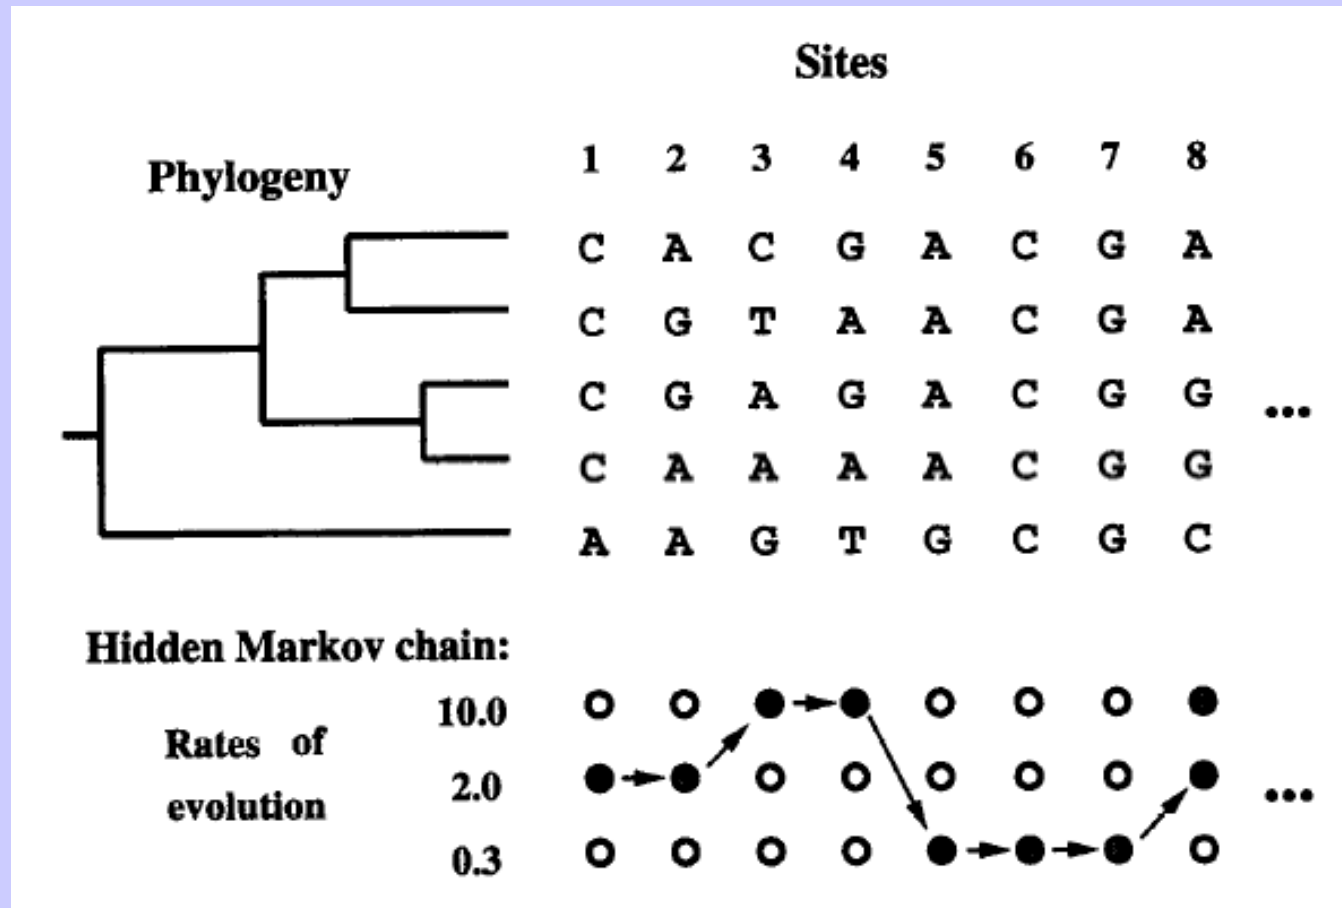 Sites
Phylogeny
1 2 3 4 5 6 7 8
C A C G A C G A
C G T A A C G A
C G A G A C G G
...
C A A A A C G G
A A G T G C G C
Hidden Markov chain:
10.0
Rates of
evolution
2.0
...
0.3